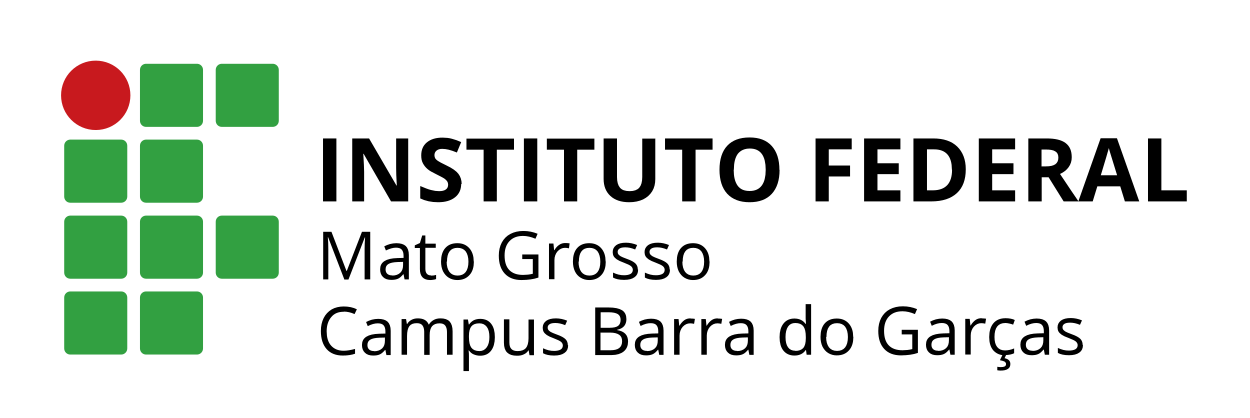 INSTITUTO FEDERAL
Mato Grosso
Campus Barra do Garças